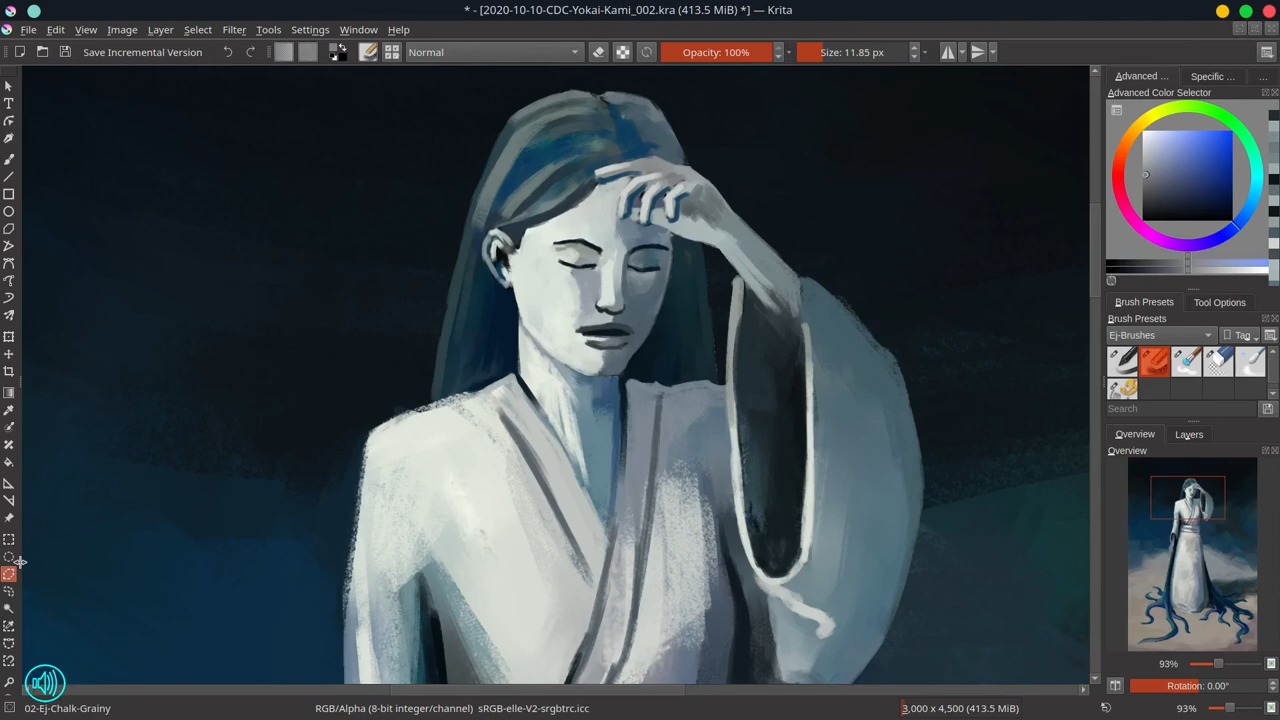 * - [2020-10-10-CDC-Yokai-Kami_002.kra (413.5 MiB) *] — Krita
File Edit View Image Layer Select Filter Tools Settings Window Help
Save Incremental Version Normal Opacity: 100% Size: 11.85 px
Advanced ... Specific ... ...
Advanced Color Selector
Brush Presets Tool Options
Brush Presets
Ej-Brushes Tag
Search
Overview Layers
Overview
93%
Rotation: 0.00°
02-Ej-Chalk-Grainy RGB/Alpha (8-bit integer/channel) sRGB-elle-V2-srgbtrc.icc 3,000 x 4,500 (413.5 MiB) 93%